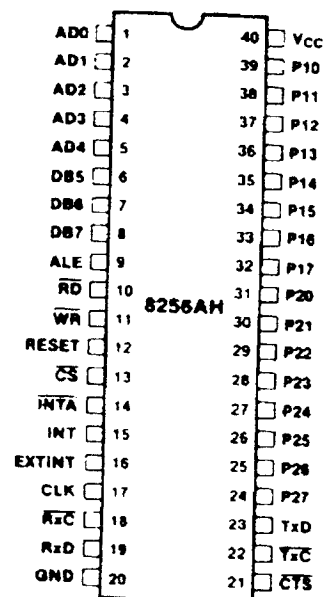 AD0 1 40 VCC
AD1 2 39 P10
AD2 3 38 P11
AD3 4 37 P12
AD4 5 36 P13
DB5 6 35 P14
DB6 7 34 P15
DB7 8 33 P16
ALE 9 32 P17
RD 10 31 P20
8256AH
WR 11 30 P21
RESET 12 29 P22
CS 13 28 P23
INTA 14 27 P24
INT 15 26 P25
EXTINT 16 25 P26
CLK 17 24 P27
RxC 18 23 TxD
RxD 19 22 TxC
GND 20 21 CTS